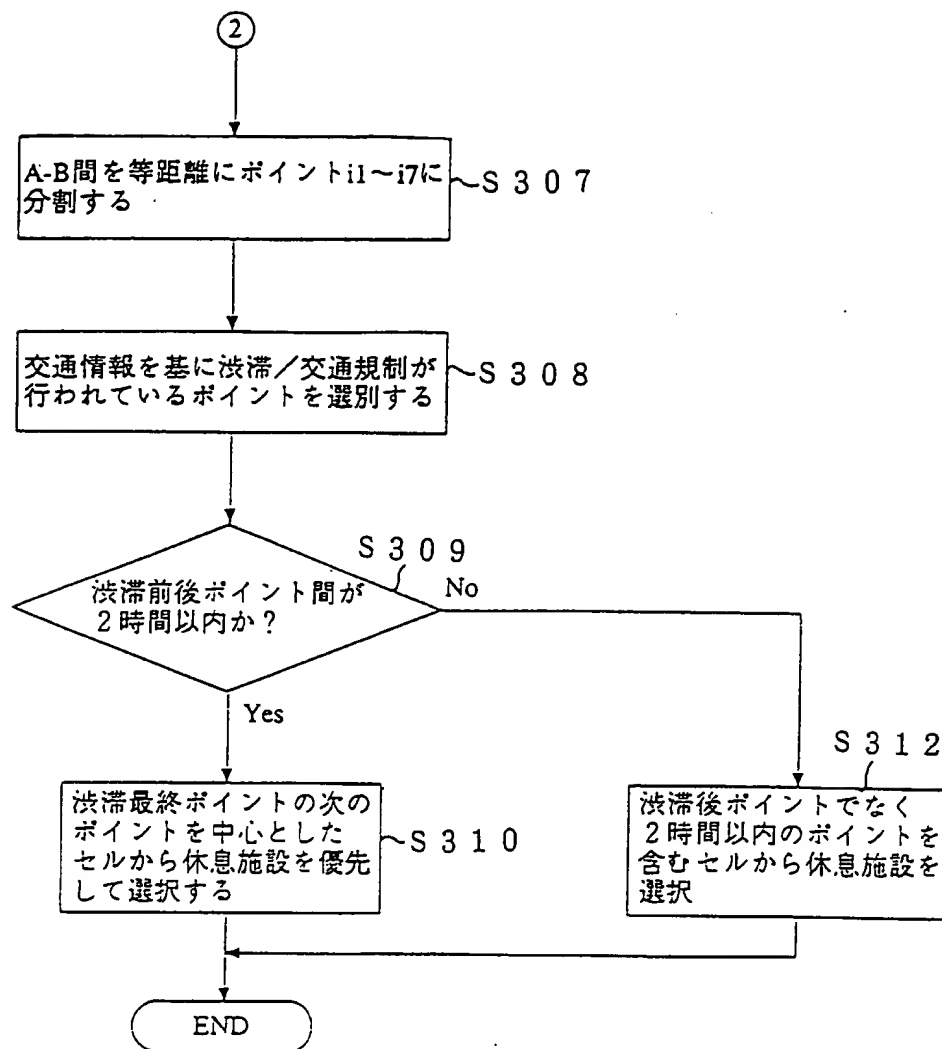 2
A-B間を等距離にポイントi1～i7に
分割する
S307
交通情報を基に渋滞／交通規制が
行われているポイントを選別する
S308
S309
渋滞前後ポイント間が
2時間以内か？
No
Yes
渋滞最終ポイントの次の
ポイントを中心とした
セルから休息施設を優先
して選択する
S310
S312
渋滞後ポイントでなく
2時間以内のポイントを
含むセルから休息施設を
選択
END